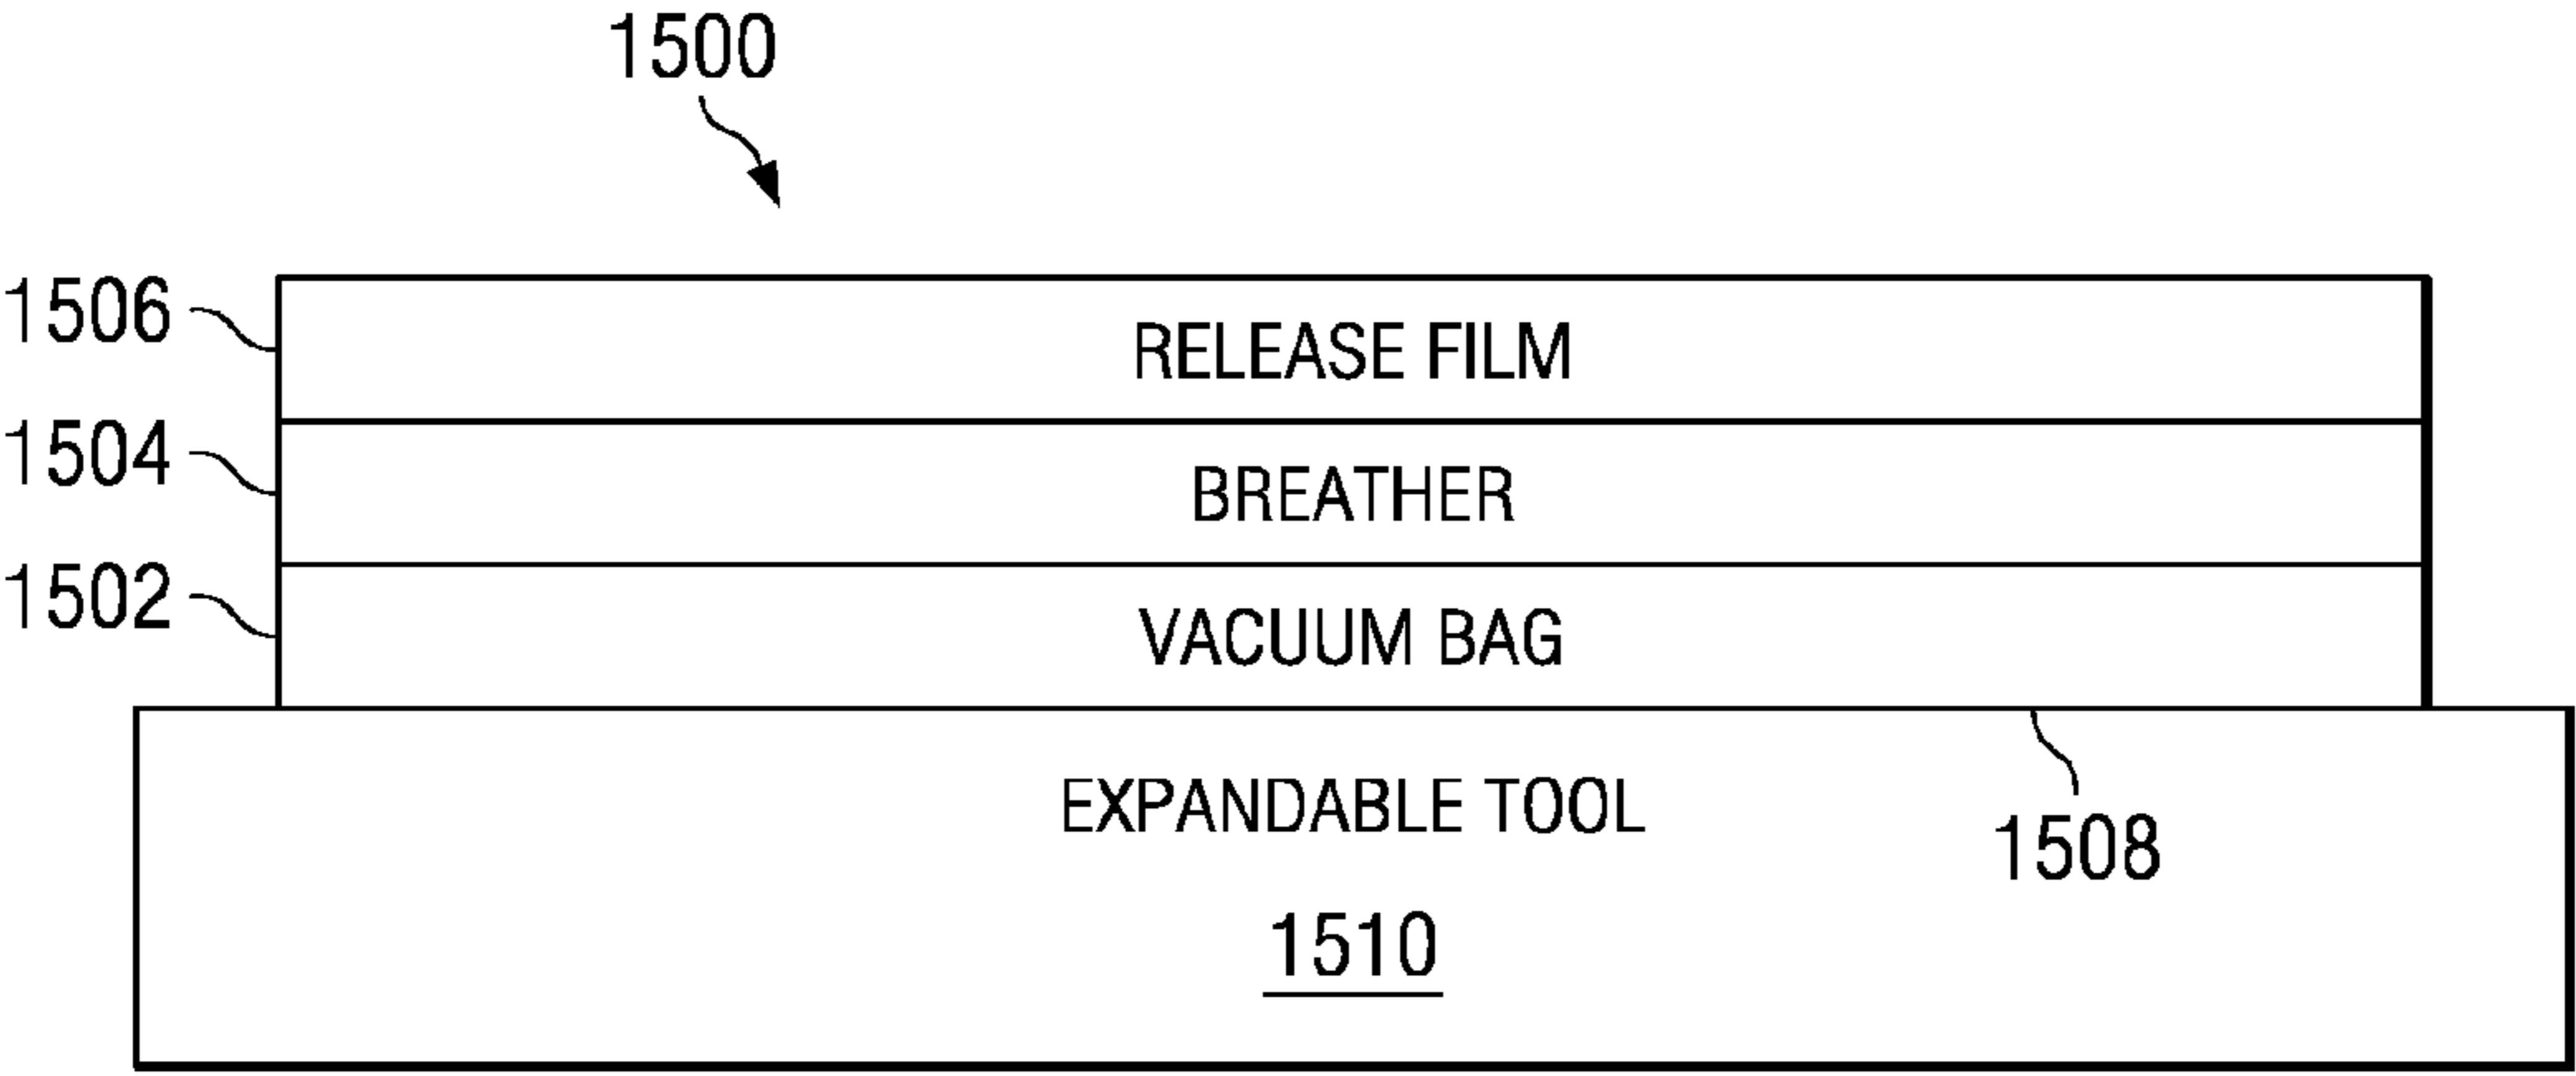 1500
1506
RELEASE FILM
1504
BREATHER
1502
VACUUM BAG
EXPANDABLE TOOL
1508
1510